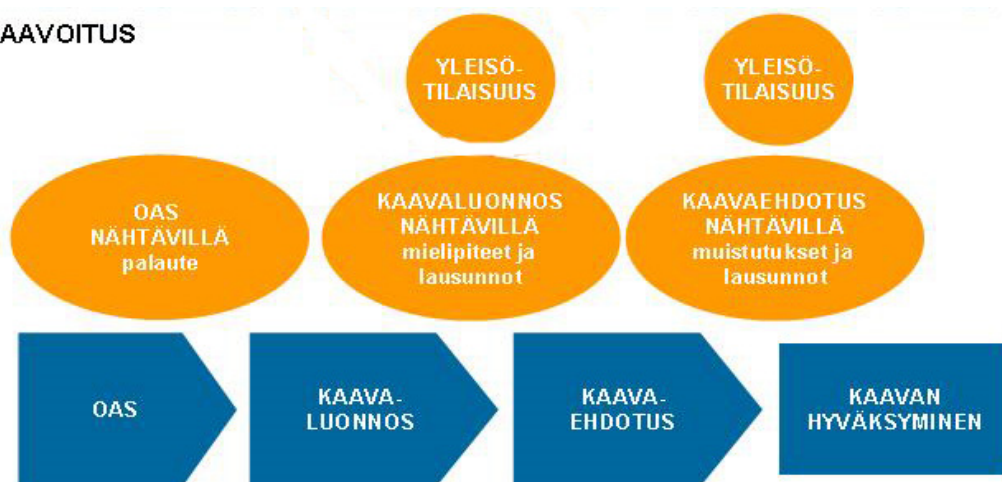 AAVOITUS
YLEISÖ-
TILAISUUS
YLEISÖ-
TILAISUUS
OAS
NÄHTÄVILLÄ
palaute
KAAVALUONNOS
NÄHTÄVILLÄ
mielipiteet ja
lausunnot
KAAVAEHDOTUS
NÄHTÄVILLÄ
muistutukset ja
lausunnot
OAS
KAAVA-
LUONNOS
KAAVA-
EHDOTUS
KAAVAN
HYVÄKSYMINEN